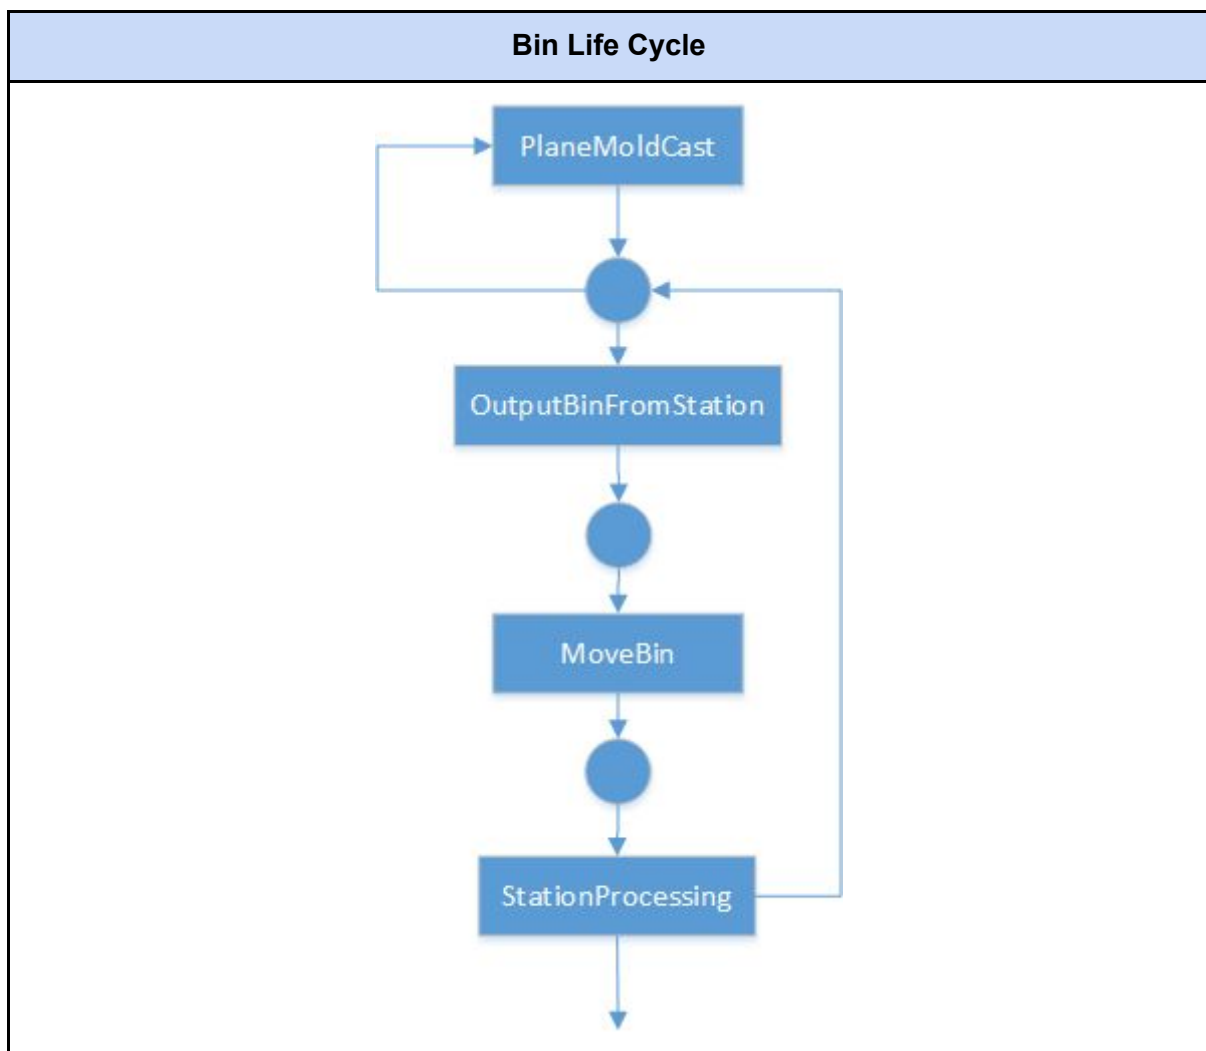 Bin Life Cycle
PlaneMoldCast
OutputBinFromStation
MoveBin
StationProcessing